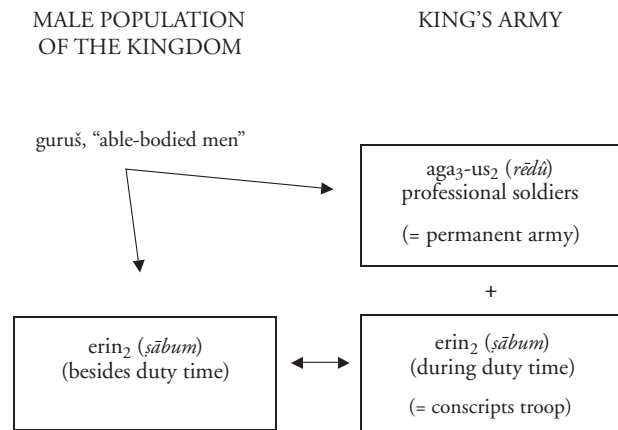 MALE POPULATION
OF THE KINGDOM
KING'S ARMY
guruš, “able-bodied men”
aga₃-us₂ (rēdû)
professional soldiers
(= permanent army)
+
erin₂ (ṣābum)
(besides duty time)
erin₂ (ṣābum)
(during duty time)
(= conscripts troop)